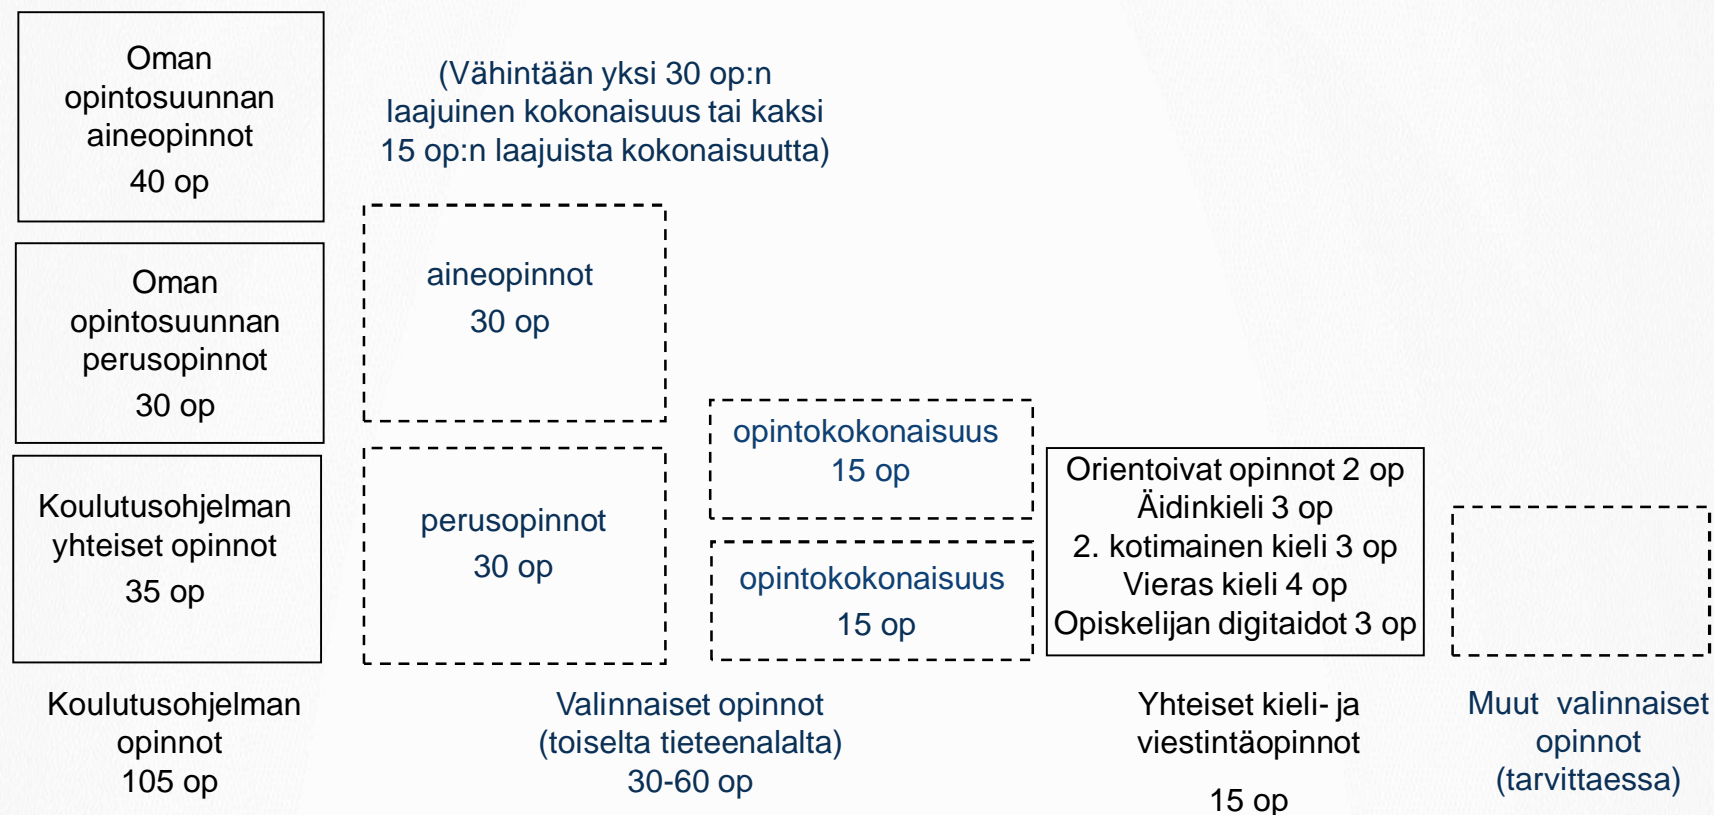 Oman
opintosuunnan
aineopinnot
40 op
(Vähintään yksi 30 op:n
laajuinen kokonaisuus tai kaksi
15 op:n laajuista kokonaisuutta)
Oman
opintosuunnan
perusopinnot
30 op
aineopinnot
30 op
Koulutusohjelman
yhteiset opinnot
35 op
perusopinnot
30 op
opintokokonaisuus
15 op
opintokokonaisuus
15 op
Orientoivat opinnot 2 op
Äidinkieli 3 op
2. kotimainen kieli 3 op
Vieras kieli 4 op
Opiskelijan digitaidot 3 op
Koulutusohjelman
opinnot
105 op
Valinnaiset opinnot
(toiselta tieteenalalta)
30-60 op
Yhteiset kieli- ja
viestintäopinnot
15 op
Muut valinnaiset
opinnot
(tarvittaessa)